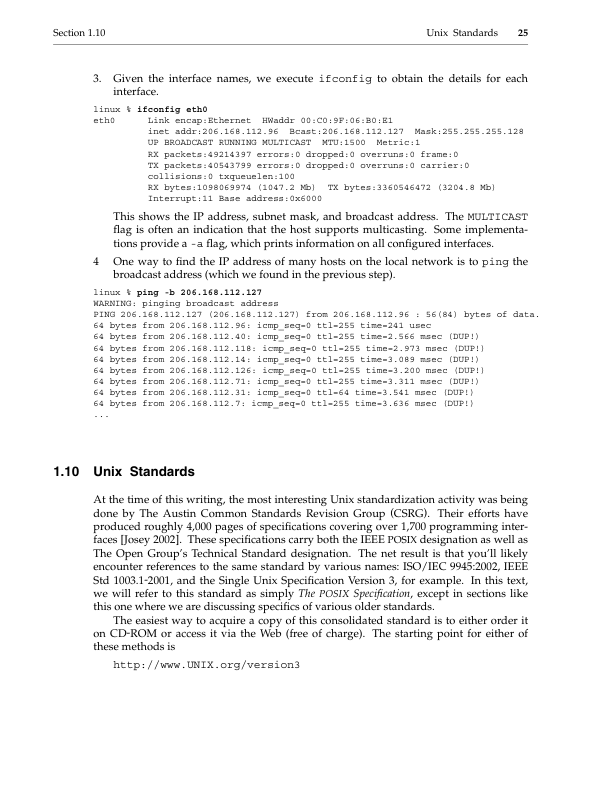 Section 1.10 Unix Standards 25
3. Given the interface names, we execute ifconfig to obtain the details for each
interface.
linux % ifconfig eth0
eth0 Link encap:Ethernet HWaddr 00:C0:9F:06:B0:E1
inet addr:206.168.112.96 Bcast:206.168.112.127 Mask:255.255.255.128
UP BROADCAST RUNNING MULTICAST MTU:1500 Metric:1
RX packets:49214397 errors:0 dropped:0 overruns:0 frame:0
TX packets:40543799 errors:0 dropped:0 overruns:0 carrier:0
collisions:0 txqueuelen:100
RX bytes:1098069974 (1047.2 Mb) TX bytes:3360546472 (3204.8 Mb)
Interrupt:11 Base address:0x6000
This shows the IP address, subnet mask, and broadcast address. The MULTICAST
flag is often an indication that the host supports multicasting. Some implementa-
tions provide a -a flag, which prints information on all configured interfaces.
4 One way to find the IP address of many hosts on the local network is to ping the
broadcast address (which we found in the previous step).
linux % ping -b 206.168.112.127
WARNING: pinging broadcast address
PING 206.168.112.127 (206.168.112.127) from 206.168.112.96 : 56(84) bytes of data.
64 bytes from 206.168.112.96: icmp_seq=0 ttl=255 time=241 usec
64 bytes from 206.168.112.40: icmp_seq=0 ttl=255 time=2.566 msec (DUP!)
64 bytes from 206.168.112.118: icmp_seq=0 ttl=255 time=2.973 msec (DUP!)
64 bytes from 206.168.112.14: icmp_seq=0 ttl=255 time=3.089 msec (DUP!)
64 bytes from 206.168.112.126: icmp_seq=0 ttl=255 time=3.200 msec (DUP!)
64 bytes from 206.168.112.71: icmp_seq=0 ttl=255 time=3.311 msec (DUP!)
64 bytes from 206.168.112.31: icmp_seq=0 ttl=64 time=3.541 msec (DUP!)
64 bytes from 206.168.112.7: icmp_seq=0 ttl=255 time=3.636 msec (DUP!)
...
1.10 Unix Standards
At the time of this writing, the most interesting Unix standardization activity was being
done by The Austin Common Standards Revision Group (CSRG). Their efforts have
produced roughly 4,000 pages of specifications covering over 1,700 programming inter-
faces [Josey 2002]. These specifications carry both the IEEE POSIX designation as well as
The Open Group's Technical Standard designation. The net result is that you'll likely
encounter references to the same standard by various names: ISO/IEC 9945:2002, IEEE
Std 1003.1-2001, and the Single Unix Specification Version 3, for example. In this text,
we will refer to this standard as simply The POSIX Specification, except in sections like
this one where we are discussing specifics of various older standards.
The easiest way to acquire a copy of this consolidated standard is to either order it
on CD-ROM or access it via the Web (free of charge). The starting point for either of
these methods is
http://www.UNIX.org/version3